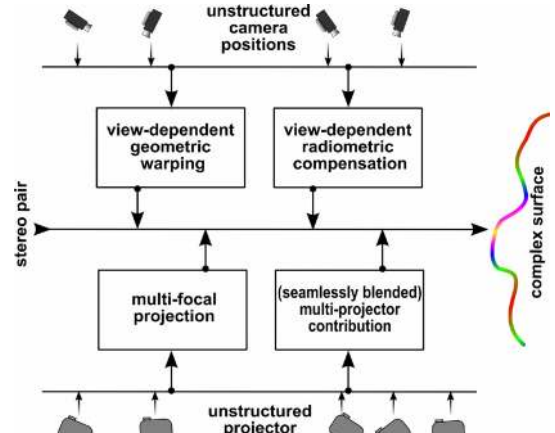 unstructured
camera
positions
view-dependent
geometric
warping
view-dependent
radiometric
compensation
stereo pair
complex surface
multi-focal
projection
(seamlessly blended)
multi-projector
contribution
unstructured
projector